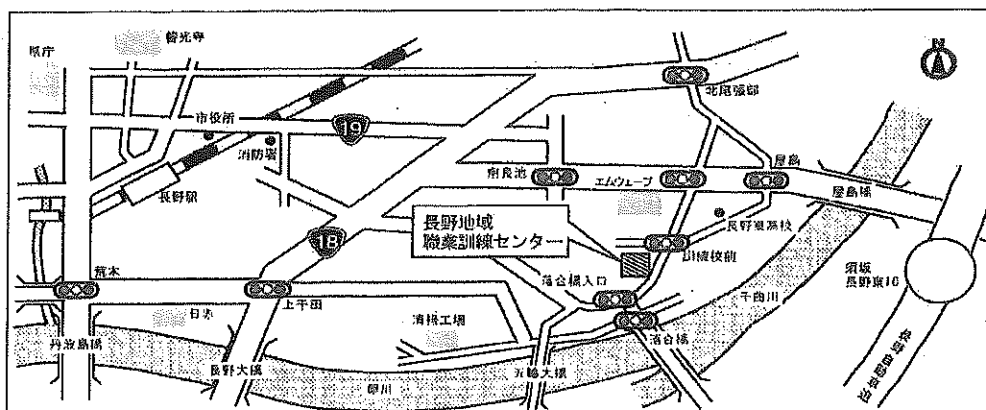 県庁
善光寺
N
北尾張部
市役所
19
消防署
長野駅
奈良池
エムウェーブ
屋島
屋島橋
長野東高校
18
長野地域
職業訓練センター
訓練校前
荒木
上千田
落合橋入口
須坂
長野東IC
千曲川
日赤
清掃工場
丹波島橋
落合橋
長野大橋
五輪大橋
犀川
長野自動車道